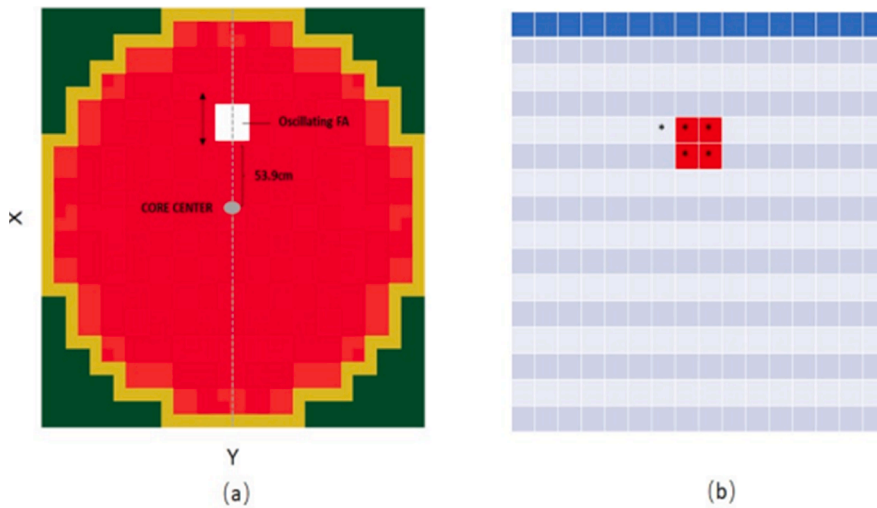 Oscillating FA
53.9cm
CORE CENTER
X
Y
(a)
(b)